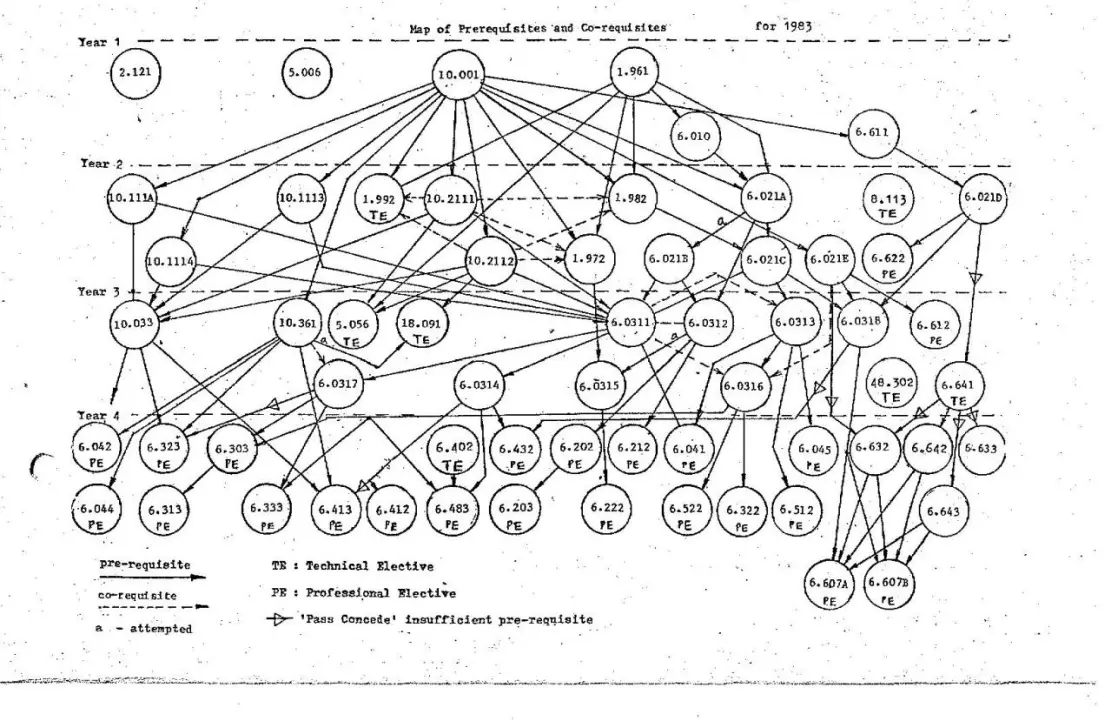 Map of Prerequisites and Co-requisites for 1983
Year 1
2.121
5.006
10.001
1.961
6.010
6.611
Year 2
10.111A
10.1113
1.992 TE
10.2111
1.982
6.021A
8.113 TE
6.021D
a
10.1114
10.2112
1.972
6.021B
6.021C
6.021E
6.622 PE
Year 3
10.033
10.361
5.056 TE
18.091 TE
6.0311
6.0312
6.0313
6.0318
6.612 PE
a
a
6.0317
6.0314
6.0315
6.0316
48.302 TE
6.641 TE
Year 4
6.042 PE
6.323 PE
6.303 PE
6.402 TE
6.432 PE
6.202 PE
6.212 PE
6.041 PE
6.045 PE
6.632
6.642
6.633
6.044 PE
6.313 PE
6.333 PE
6.413 PE
6.412 PE
6.483 PE
6.203 PE
6.222 PE
6.522 PE
6.322 PE
6.512 PE
6.643
6.607A PE
6.607B PE
pre-requisite
co-requisite
a - attempted
TE : Technical Elective
PE : Professional Elective
'Pass Concede' insufficient pre-requisite